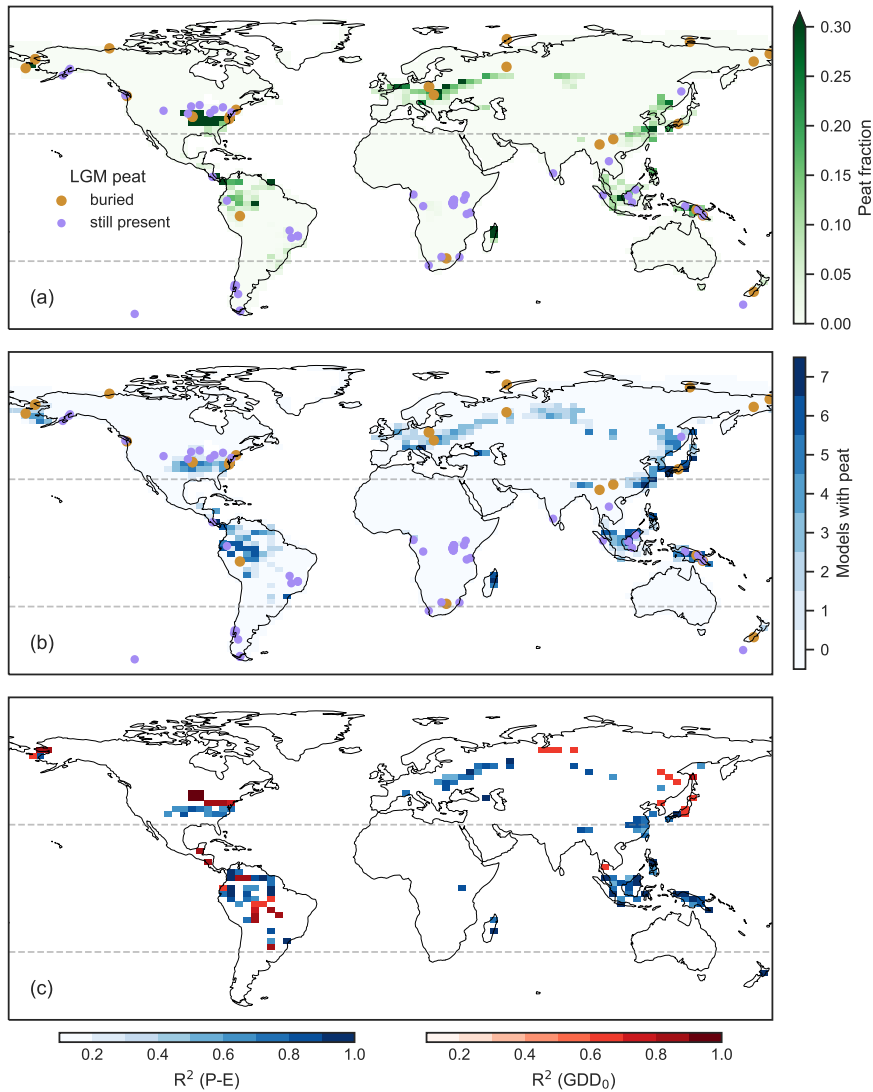 LGM peat
buried
still present
(a)
0.30
0.25
0.20
0.15
0.10
0.05
0.00
Peat fraction
(b)
7
6
5
4
3
2
1
0
Models with peat
(c)
0.2 0.4 0.6 0.8 1.0
R² (P-E)
0.2 0.4 0.6 0.8 1.0
R² (GDD₀)